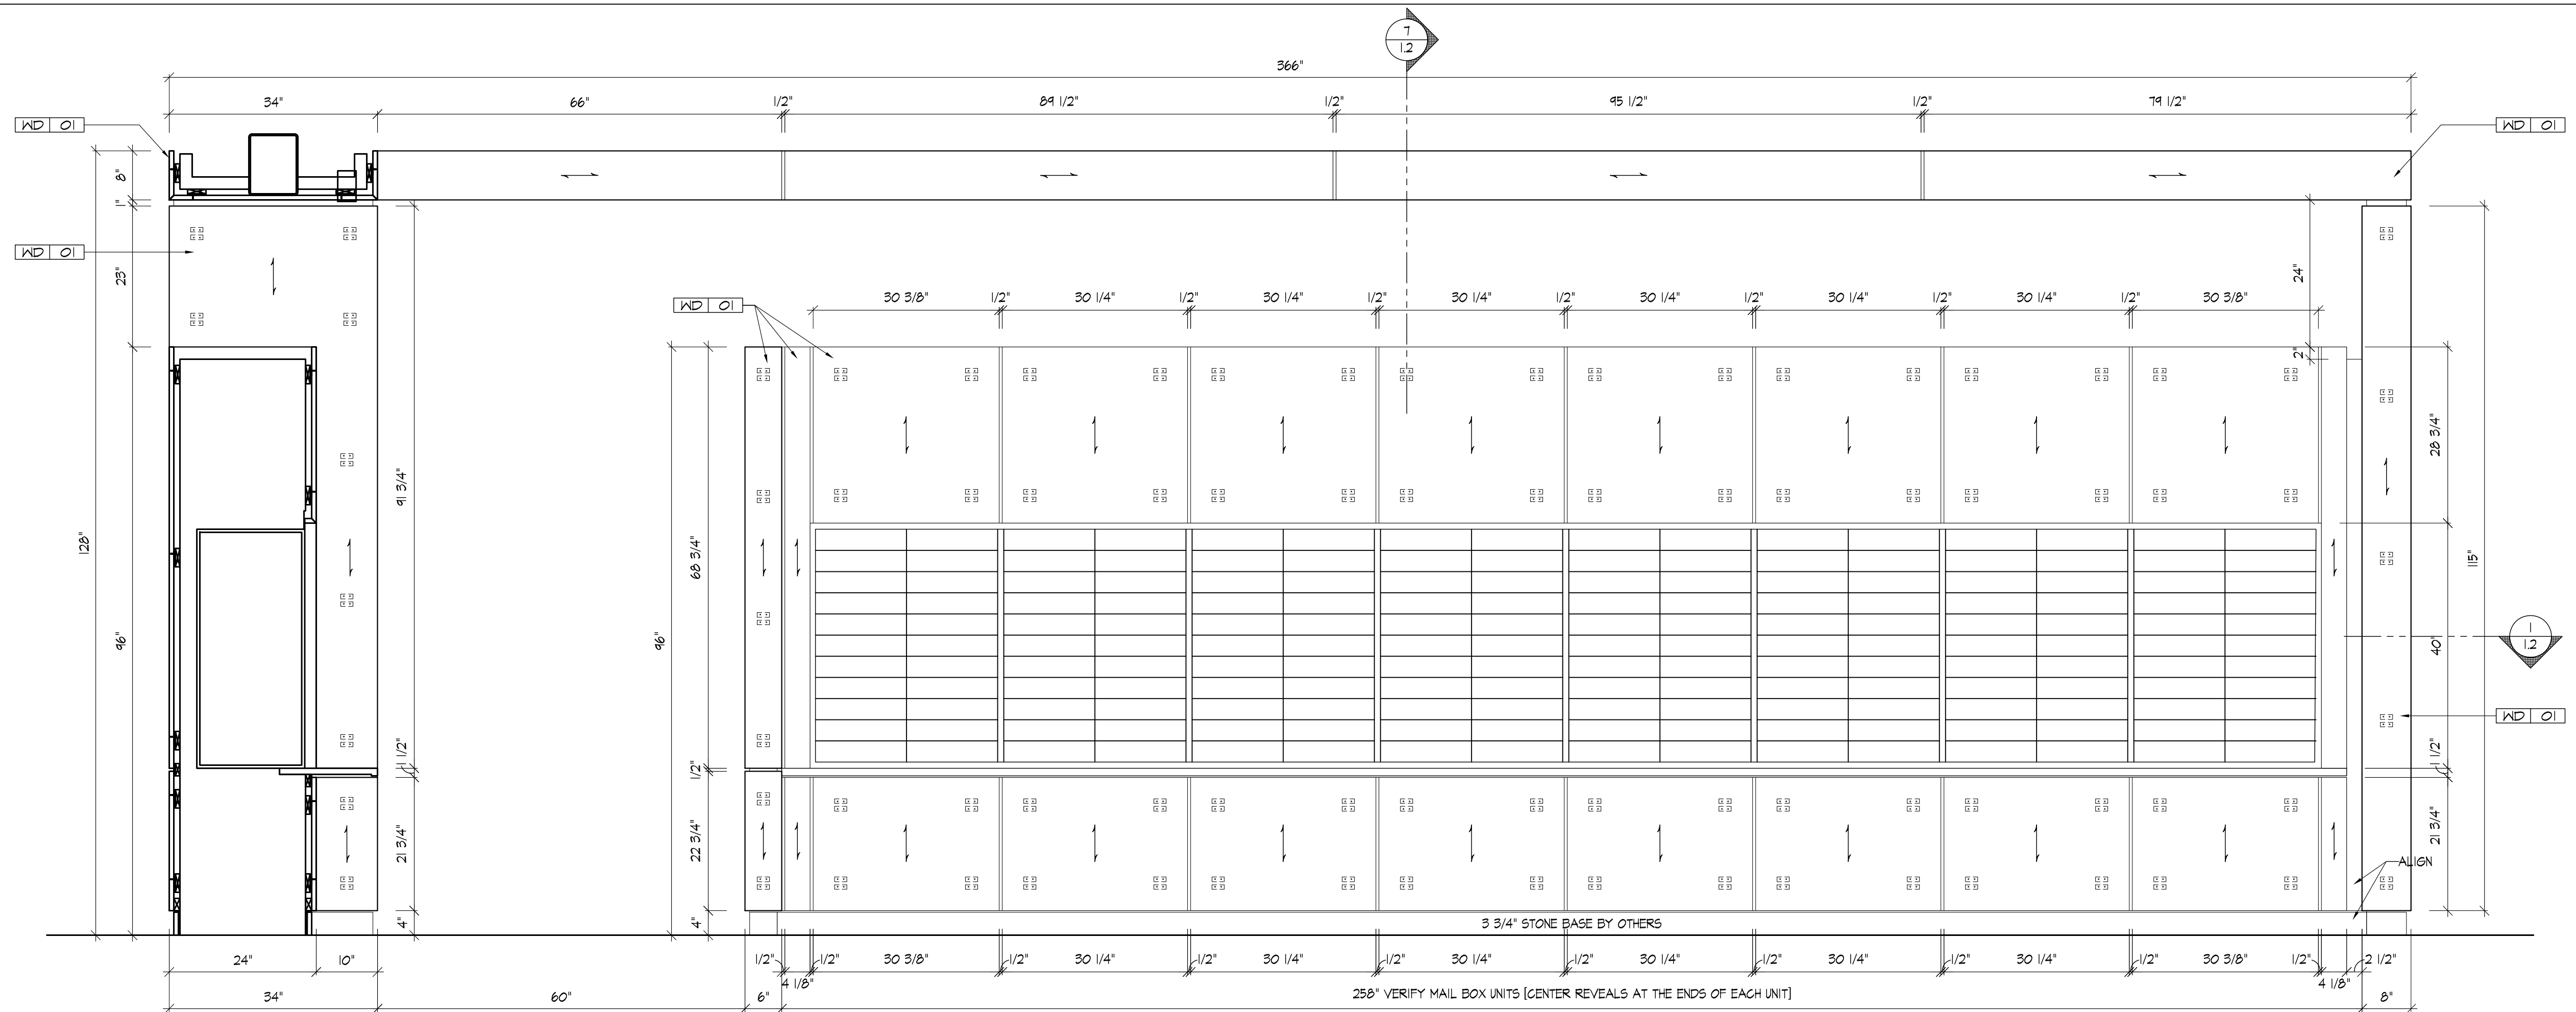 7
1.2
366"
34" 66" 1/2" 89 1/2" 1/2" 95 1/2" 1/2" 79 1/2"
WD 01
WD 01
8"
1"
WD 01
23"
24"
WD 01
30 3/8" 1/2" 30 1/4" 1/2" 30 1/4" 1/2" 30 1/4" 1/2" 30 1/4" 1/2" 30 1/4" 1/2" 30 1/4" 1/2" 30 3/8"
2"
28 3/4"
91 3/4"
128"
68 3/4"
115"
96"
96"
40"
1
1.2
WD 01
1 1/2"
1/2"
1 1/2"
21 3/4"
22 3/4"
21 3/4"
ALIGN
4"
4"
3 3/4" STONE BASE BY OTHERS
24" 10" 1/2" 1/2" 30 3/8" 1/2" 30 1/4" 1/2" 30 1/4" 1/2" 30 1/4" 1/2" 30 1/4" 1/2" 30 1/4" 1/2" 30 1/4" 1/2" 30 3/8" 1/2" 2 1/2"
4 1/8" 4 1/8"
34" 60" 6" 258" VERIFY MAIL BOX UNITS [CENTER REVEALS AT THE ENDS OF EACH UNIT] 8"